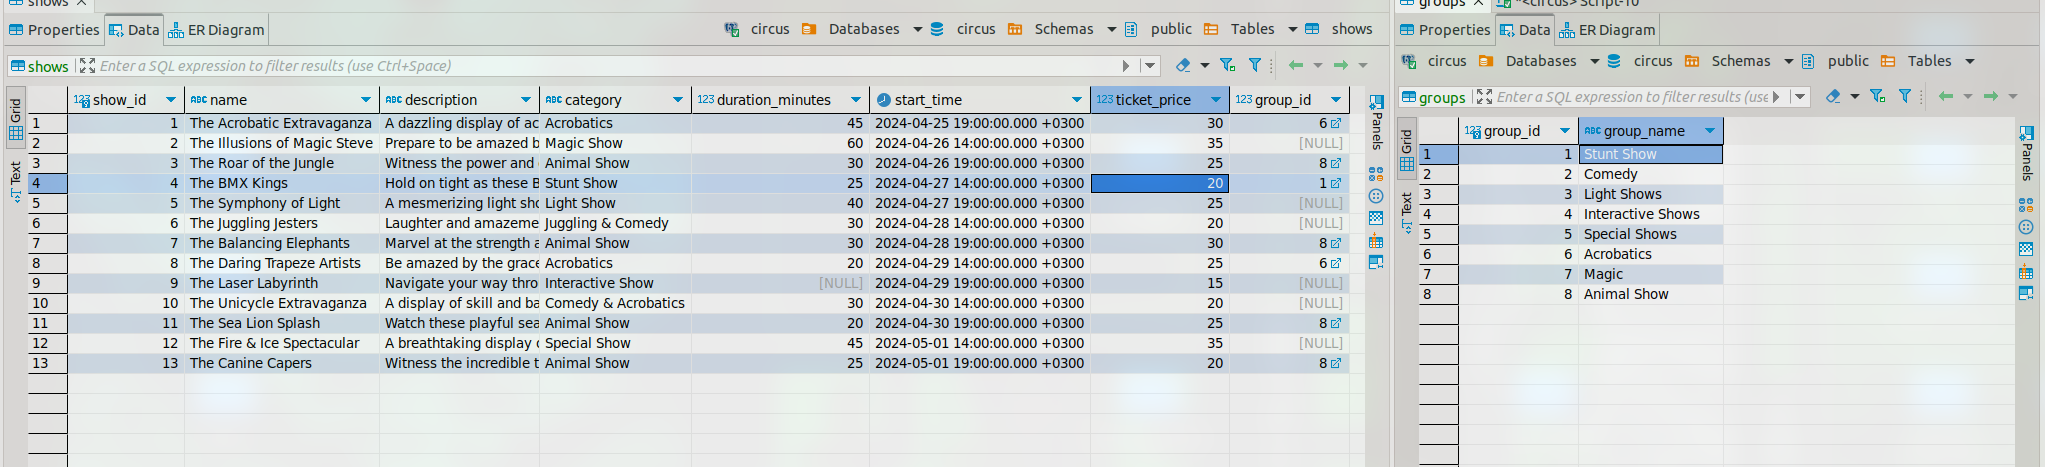 shows
Properties Data ER Diagram circus Databases circus Schemas public Tables shows
shows Enter a SQL expression to filter results (use Ctrl+Space)
Grid
Text
Panels
show_id name description category duration_minutes start_time ticket_price group_id
1 1 The Acrobatic Extravaganza A dazzling display of ac Acrobatics 45 2024-04-25 19:00:00.000 +0300 30 6
2 2 The Illusions of Magic Steve Prepare to be amazed b Magic Show 60 2024-04-26 14:00:00.000 +0300 35 [NULL]
3 3 The Roar of the Jungle Witness the power and Animal Show 30 2024-04-26 19:00:00.000 +0300 25 8
4 4 The BMX Kings Hold on tight as these B Stunt Show 25 2024-04-27 14:00:00.000 +0300 20 1
5 5 The Symphony of Light A mesmerizing light sho Light Show 40 2024-04-27 19:00:00.000 +0300 25 [NULL]
6 6 The Juggling Jesters Laughter and amazeme Juggling & Comedy 30 2024-04-28 14:00:00.000 +0300 20 [NULL]
7 7 The Balancing Elephants Marvel at the strength a Animal Show 30 2024-04-28 19:00:00.000 +0300 30 8
8 8 The Daring Trapeze Artists Be amazed by the grace Acrobatics 20 2024-04-29 14:00:00.000 +0300 25 6
9 9 The Laser Labyrinth Navigate your way thro Interactive Show [NULL] 2024-04-29 19:00:00.000 +0300 15 [NULL]
10 10 The Unicycle Extravaganza A display of skill and ba Comedy & Acrobatics 30 2024-04-30 14:00:00.000 +0300 20 [NULL]
11 11 The Sea Lion Splash Watch these playful sea Animal Show 20 2024-04-30 19:00:00.000 +0300 25 8
12 12 The Fire & Ice Spectacular A breathtaking display Special Show 45 2024-05-01 14:00:00.000 +0300 35 [NULL]
13 13 The Canine Capers Witness the incredible t Animal Show 25 2024-05-01 19:00:00.000 +0300 20 8
groups *<circus> Script-10
Properties Data ER Diagram
circus Databases circus Schemas public Tables
groups Enter a SQL expression to filter results (use
Grid
Text
Panels
group_id group_name
1 1 Stunt Show
2 2 Comedy
3 3 Light Shows
4 4 Interactive Shows
5 5 Special Shows
6 6 Acrobatics
7 7 Magic
8 8 Animal Show